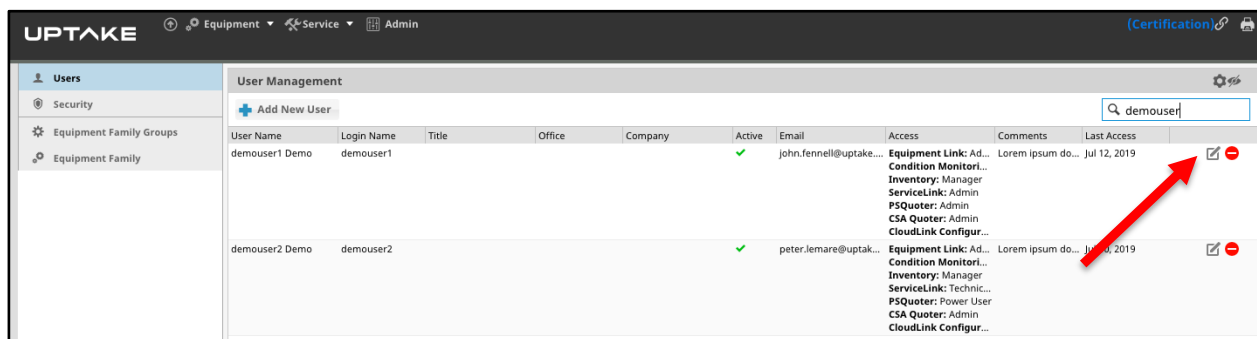 UPTAKE Equipment Service Admin (Certification)
Users
Security
Equipment Family Groups
Equipment Family
User Management
Add New User
demouser
User Name Login Name Title Office Company Active Email Access Comments Last Access
demouser1 Demo demouser1 john.fennell@uptake.... Equipment Link: Ad... Lorem ipsum do... Jul 12, 2019
Condition Monitori...
Inventory: Manager
ServiceLink: Admin
PSQuoter: Admin
CSA Quoter: Admin
CloudLink Configur...
demouser2 Demo demouser2 peter.lemare@uptak... Equipment Link: Ad... Lorem ipsum do... 2019
Condition Monitori...
Inventory: Manager
ServiceLink: Technic...
PSQuoter: Power User
CSA Quoter: Admin
CloudLink Configur...